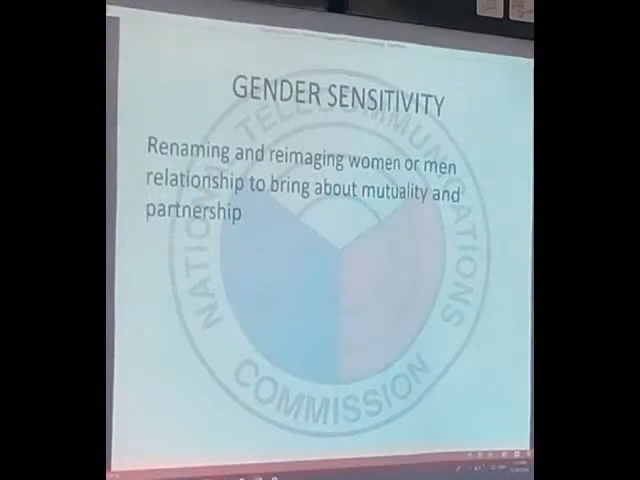 GENDER SENSITIVITY
Renaming and reimaging women or men
relationship to bring about mutuality and
partnership
NATIONAL TELECOMMUNICATIONS
COMMISSION